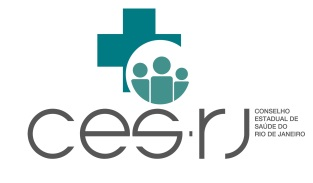 ces-rj
CONSELHO
ESTADUAL DE
SAÚDE DO
RIO DE JANEIRO